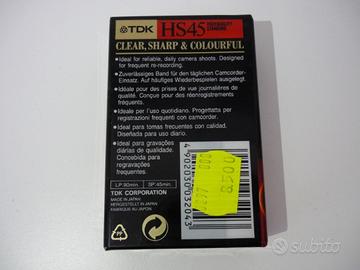 TDK HS45
CLEAR, SHARP & COLOURFUL
•Ideal for reliable, daily camera shoots. Designed
for frequent re-recording.
•Zuverlässiges Band für den täglichen Camcorder-
Einsatz. Auf häufiges Wiederbespielen ausgelegt.
•Idéale pour des prises de vue journalières de
qualité. Conçue pour des réenregistrements
fréquents.
•Ideale per l'uso quotidiano. Progettata per
registrazioni frequenti con camcorder.
•Ideal para tomas frecuentes con calidad.
Diseñada para uso diario.
•Ideal para gravações
diárias de qualidade.
Concebida para
regravações
frequentes.
LP:90min. SP:45min.
TDK CORPORATION
MADE IN JAPAN
HERGESTELLT IN JAPAN
FABRIQUÉ AU JAPON
PP
4902030032043
subito